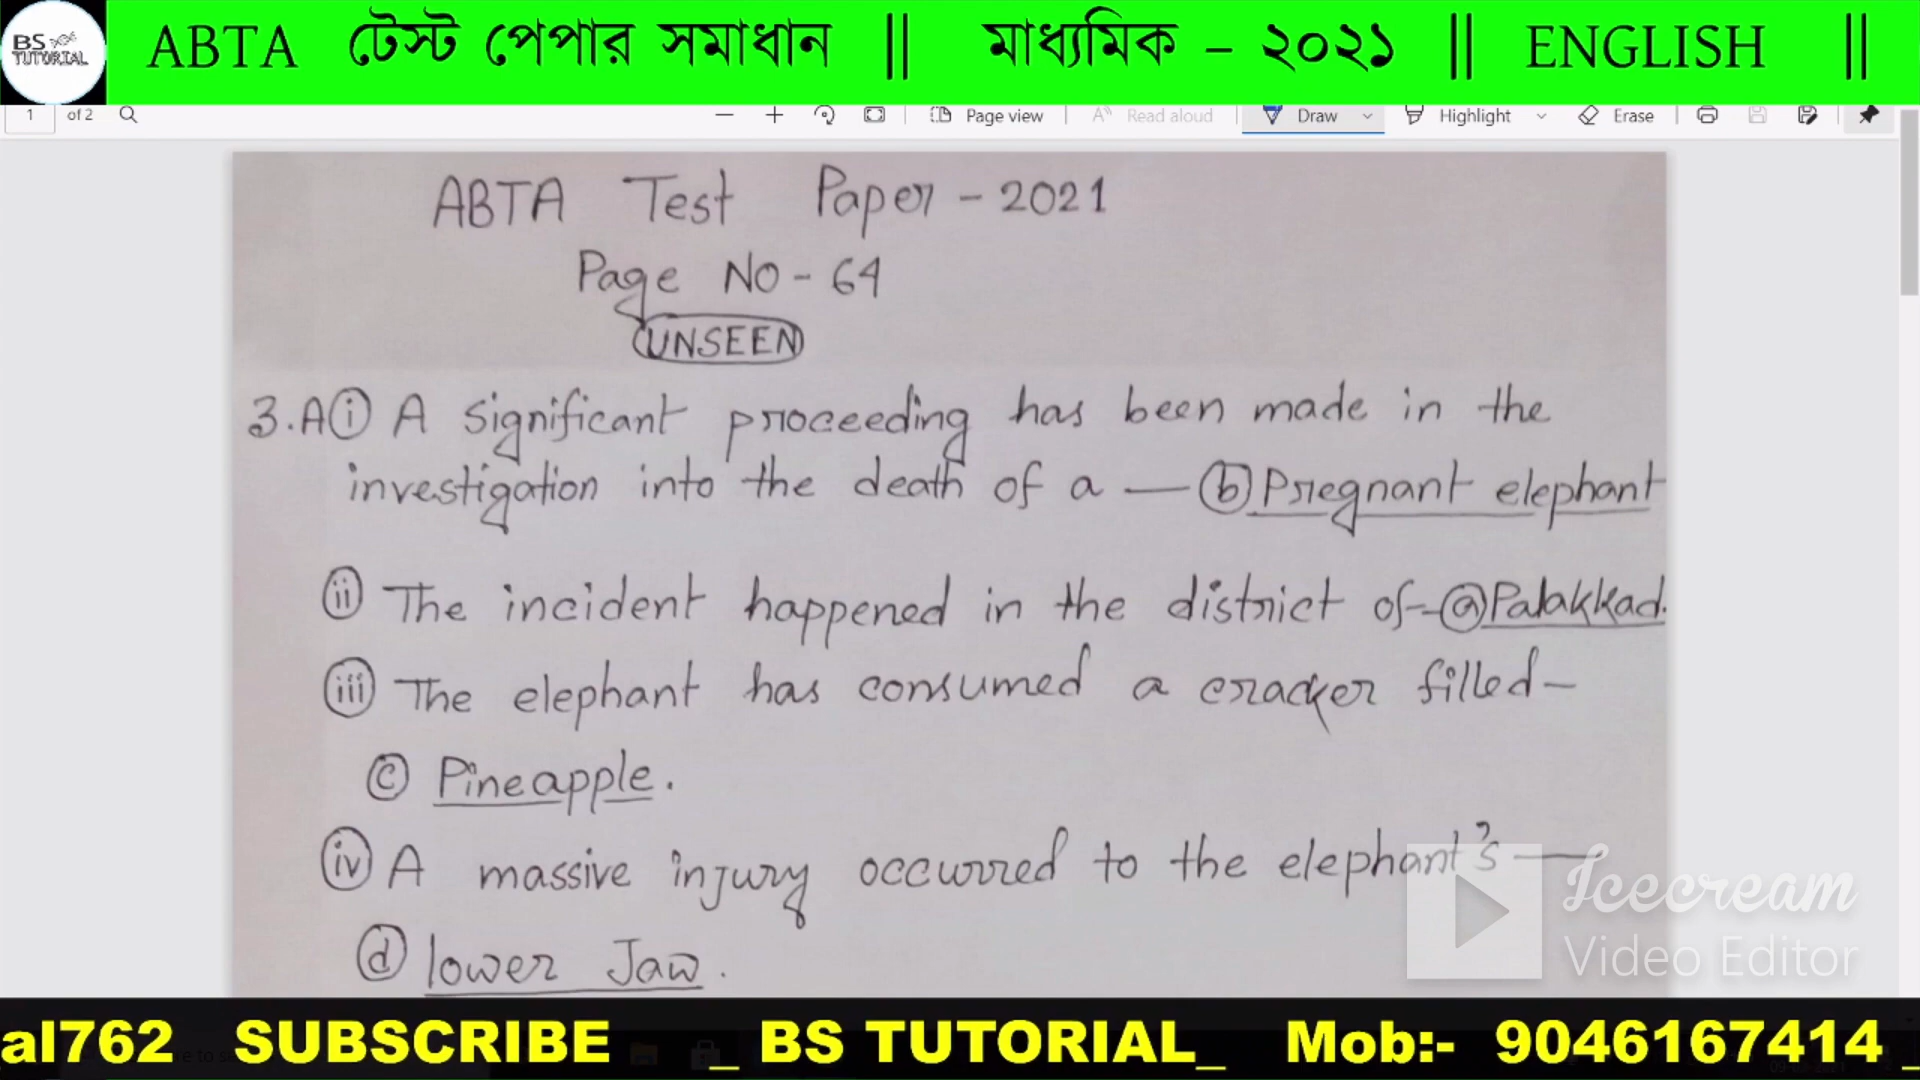 BS
TUTORIAL
ABTA টেস্ট পেপার সমাধান || মাধ্যমিক – ২০২১ || ENGLISH ||
1 of 2 Page view Read aloud Draw Highlight Erase
ABTA Test Paper - 2021
Page No - 64
UNSEEN
3.A (i) A significant proceeding has been made in the
investigation into the death of a — (b) Pregnant elephant
(ii) The incident happened in the district of - (a) Palakkad.
(iii) The elephant has consumed a cracker filled -
(c) Pineapple.
(iv) A massive injury occurred to the elephant's —
(d) lower Jaw.
Icecream
Video Editor
al762 SUBSCRIBE _ BS TUTORIAL_ Mob:- 9046167414 _